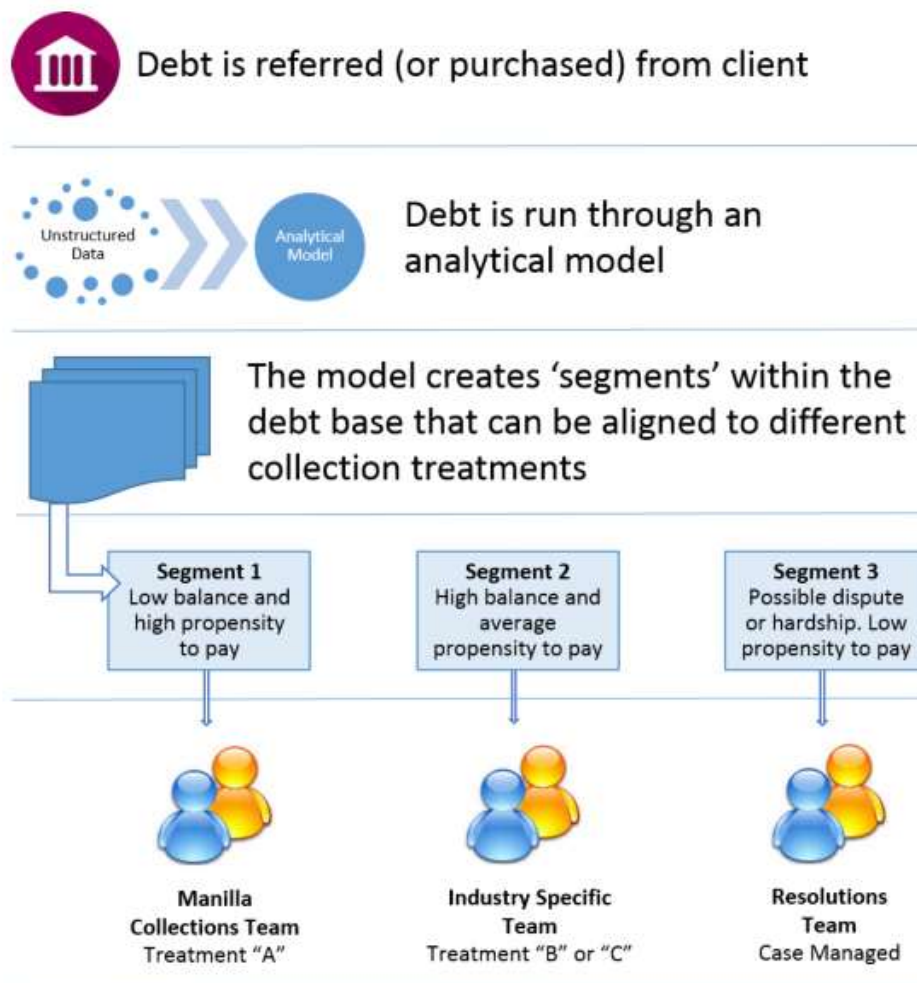 Debt is referred (or purchased) from client
Unstructured
Data
Analytical
Model
Debt is run through an
analytical model
The model creates ‘segments’ within the
debt base that can be aligned to different
collection treatments
Segment 1
Low balance and
high propensity
to pay
Segment 2
High balance and
average
propensity to pay
Segment 3
Possible dispute
or hardship. Low
propensity to pay
Manilla
Collections Team
Treatment “A”
Industry Specific
Team
Treatment “B” or “C”
Resolutions
Team
Case Managed